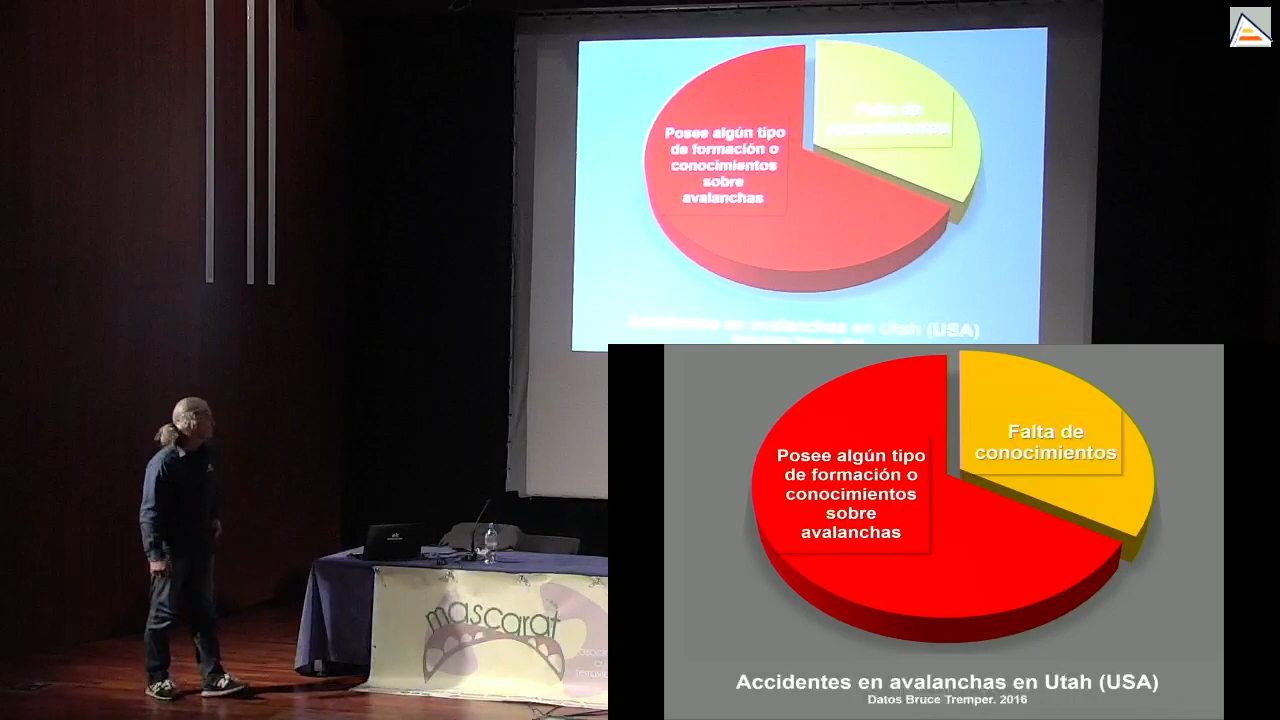 Posee algún tipo
de formación o
conocimientos
sobre
avalanchas
Falta de
conocimientos
Accidentes en avalanchas en Utah (USA)
mascarat
Posee algún tipo
de formación o
conocimientos
sobre
avalanchas
Falta de
conocimientos
Accidentes en avalanchas en Utah (USA)
Datos Bruce Tremper. 2016